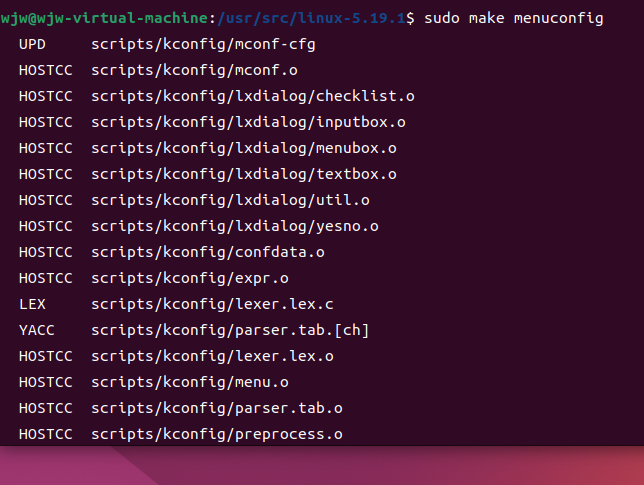 wjw@wjw-virtual-machine:/usr/src/linux-5.19.1$ sudo make menuconfig
UPD scripts/kconfig/mconf-cfg
HOSTCC scripts/kconfig/mconf.o
HOSTCC scripts/kconfig/lxdialog/checklist.o
HOSTCC scripts/kconfig/lxdialog/inputbox.o
HOSTCC scripts/kconfig/lxdialog/menubox.o
HOSTCC scripts/kconfig/lxdialog/textbox.o
HOSTCC scripts/kconfig/lxdialog/util.o
HOSTCC scripts/kconfig/lxdialog/yesno.o
HOSTCC scripts/kconfig/confdata.o
HOSTCC scripts/kconfig/expr.o
LEX scripts/kconfig/lexer.lex.c
YACC scripts/kconfig/parser.tab.[ch]
HOSTCC scripts/kconfig/lexer.lex.o
HOSTCC scripts/kconfig/menu.o
HOSTCC scripts/kconfig/parser.tab.o
HOSTCC scripts/kconfig/preprocess.o